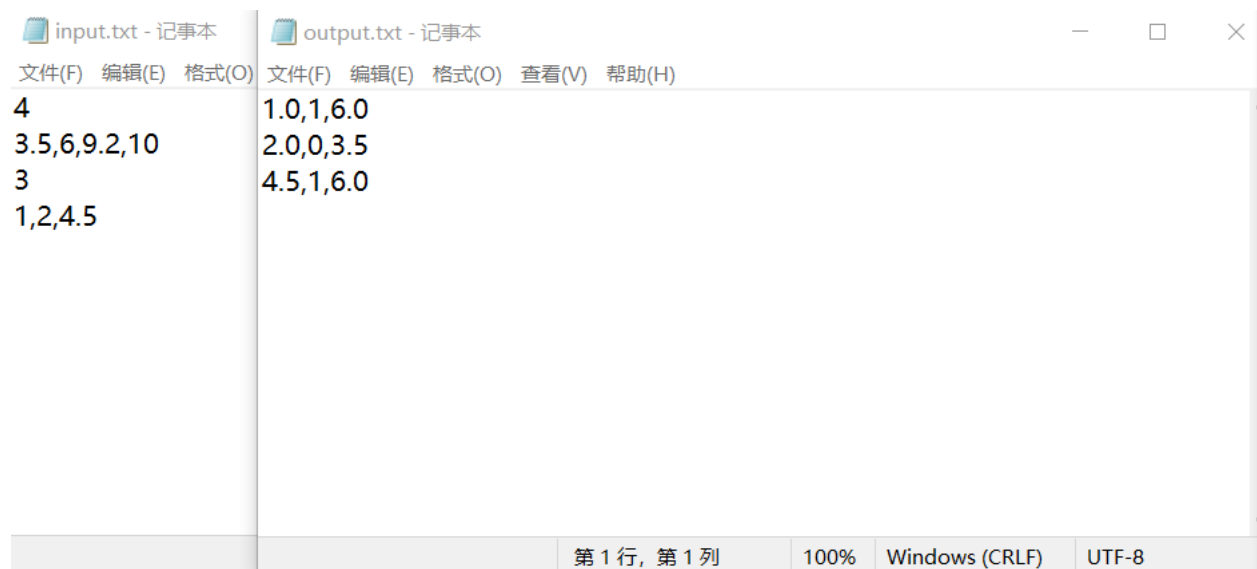 input.txt - 记事本
文件(F) 编辑(E) 格式(O)
4
3.5,6,9.2,10
3
1,2,4.5
output.txt - 记事本
文件(F) 编辑(E) 格式(O) 查看(V) 帮助(H)
1.0,1,6.0
2.0,0,3.5
4.5,1,6.0
第 1 行，第 1 列 100% Windows (CRLF) UTF-8